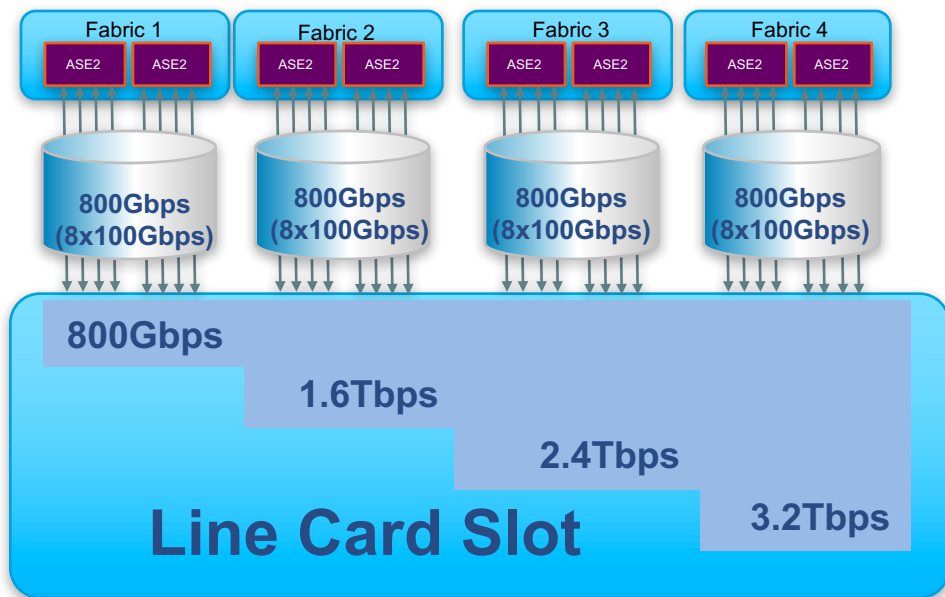 Fabric 1
ASE2 ASE2
Fabric 2
ASE2 ASE2
Fabric 3
ASE2 ASE2
Fabric 4
ASE2 ASE2
800Gbps
(8x100Gbps)
800Gbps
(8x100Gbps)
800Gbps
(8x100Gbps)
800Gbps
(8x100Gbps)
800Gbps
1.6Tbps
2.4Tbps
3.2Tbps
Line Card Slot